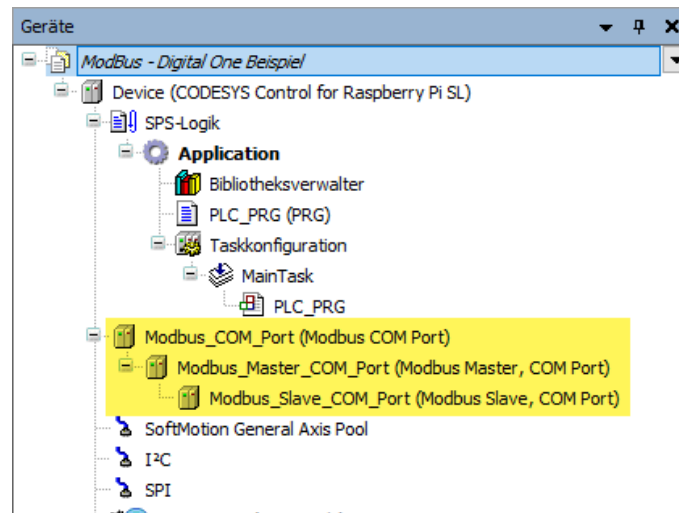 Geräte
ModBus - Digital One Beispiel
Device (CODESYS Control for Raspberry Pi SL)
SPS-Logik
Application
Bibliotheksverwalter
PLC_PRG (PRG)
Taskkonfiguration
MainTask
PLC_PRG
Modbus_COM_Port (Modbus COM Port)
Modbus_Master_COM_Port (Modbus Master, COM Port)
Modbus_Slave_COM_Port (Modbus Slave, COM Port)
SoftMotion General Axis Pool
I²C
SPI